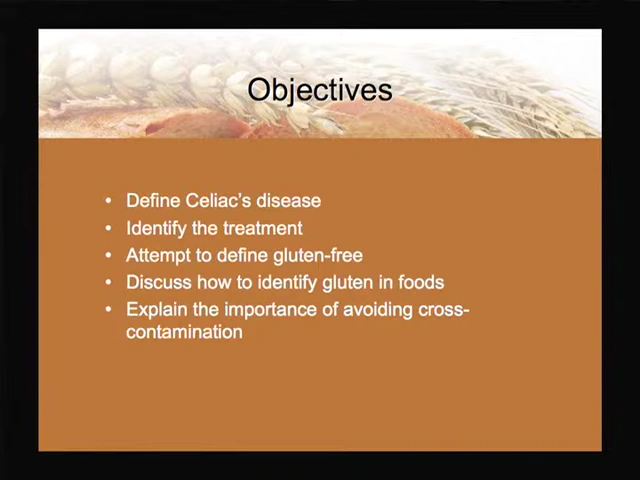 Objectives
• Define Celiac’s disease
• Identify the treatment
• Attempt to define gluten-free
• Discuss how to identify gluten in foods
• Explain the importance of avoiding cross-
contamination